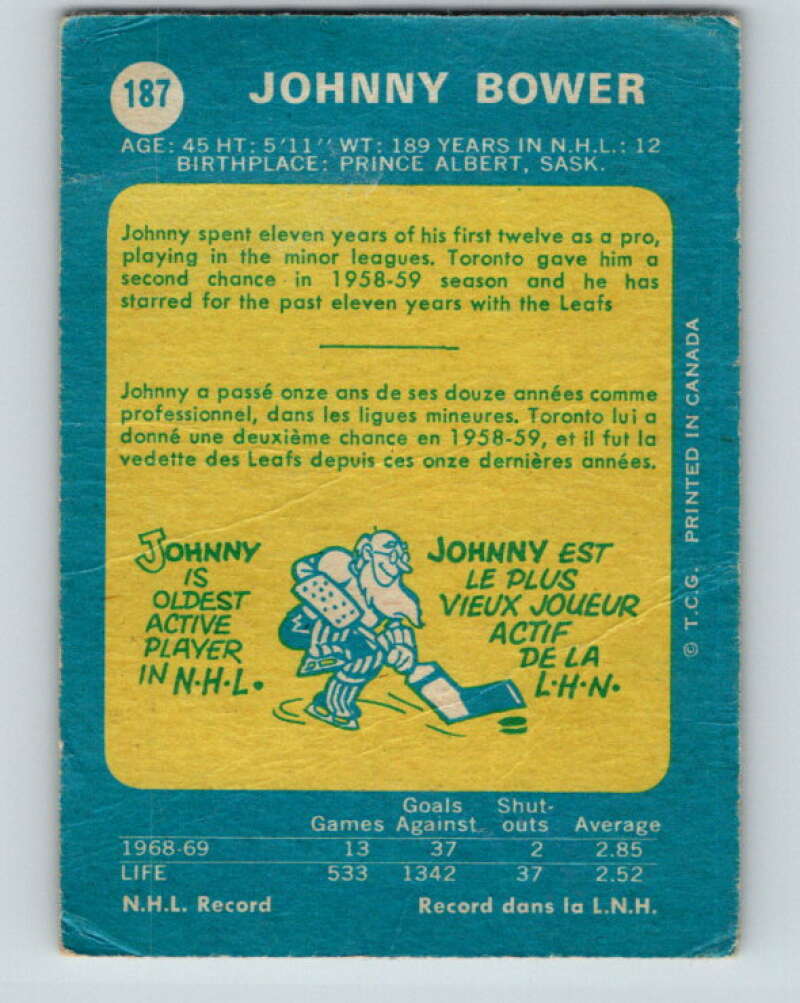 187
JOHNNY BOWER
AGE: 45 HT: 5'11" WT: 189 YEARS IN N.H.L.: 12
BIRTHPLACE: PRINCE ALBERT, SASK.
Johnny spent eleven years of his first twelve as a pro,
playing in the minor leagues. Toronto gave him a
second chance in 1958-59 season and he has
starred for the past eleven years with the Leafs
Johnny a passé onze ans de ses douze années comme
professionnel, dans les ligues mineures. Toronto lui a
donné une deuxième chance en 1958-59, et il fut la
vedette des Leafs depuis ces onze dernières années.
JOHNNY
IS
OLDEST
ACTIVE
PLAYER
IN N.H.L.
JOHNNY EST
LE PLUS
VIEUX JOUEUR
ACTIF
DE LA
L.H.N.
© T.C.G. PRINTED IN CANADA
Goals Shut-
Games Against outs Average
1968-69 13 37 2 2.85
LIFE 533 1342 37 2.52
N.H.L. Record Record dans la L.N.H.